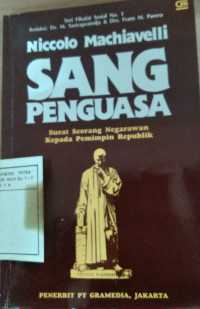 Seri Filsafat Sosial No. 1
Redaksi: Dr. M. Sastrapratedja & Drs. Frans M. Parera
Niccolo Machiavelli
SANG
PENGUASA
Surat Seorang Negarawan
Kepada Pemimpin Republik
PENERBIT PT GRAMEDIA, JAKARTA